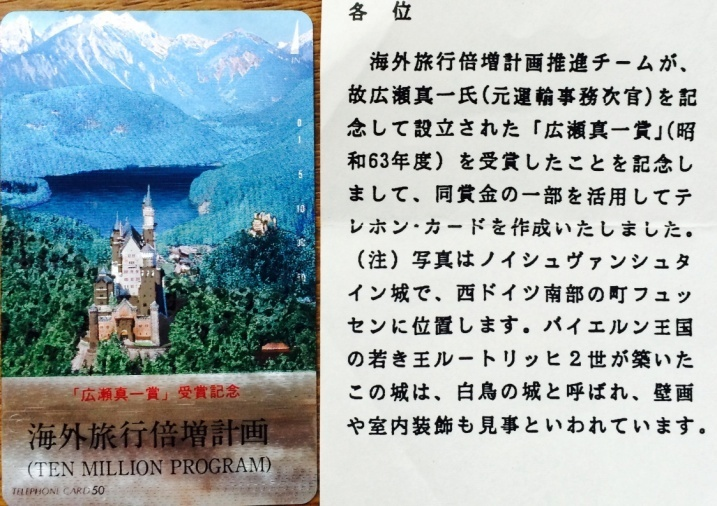 0
1
5
10
30
50
「広瀬真一賞」受賞記念
海外旅行倍増計画
(TEN MILLION PROGRAM)
TELEPHONE CARD 50
各 位
海外旅行倍増計画推進チームが、
故広瀬真一氏(元運輸事務次官)を記
念して設立された「広瀬真一賞」(昭
和63年度)を受賞したことを記念し
まして、同賞金の一部を活用してテ
レホン・カードを作成いたしました。
(注)写真はノイシュヴァンシュタ
イン城で、西ドイツ南部の町フュッ
センに位置します。バイエルン王国
の若き王ルートリッヒ2世が築いた
この城は、白鳥の城と呼ばれ、壁画
や室内装飾も見事といわれています。